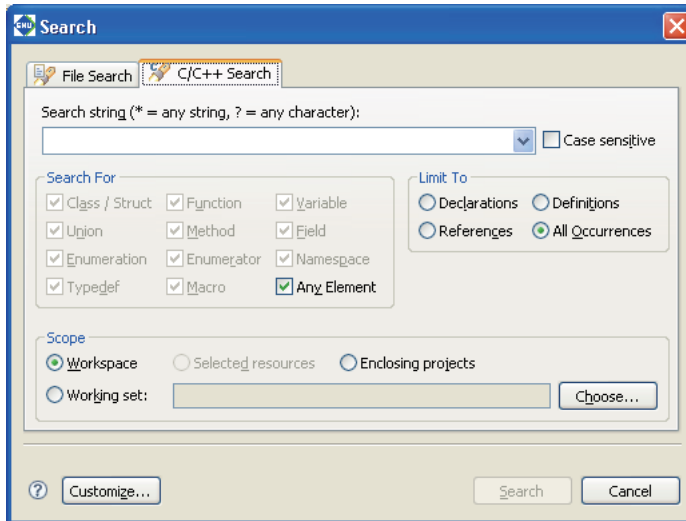 GNU Search
File Search C/C++ Search
Search string (* = any string, ? = any character):
Case sensitive
Search For
Class / Struct Function Variable
Union Method Field
Enumeration Enumerator Namespace
Typedef Macro Any Element
Limit To
Declarations Definitions
References All Occurrences
Scope
Workspace Selected resources Enclosing projects
Working set: Choose...
? Customize... Search Cancel